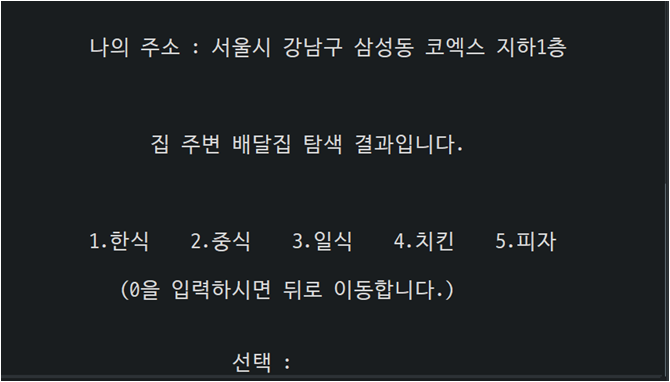 나의 주소 : 서울시 강남구 삼성동 코엑스 지하1층
집 주변 배달집 탐색 결과입니다.
1.한식 2.중식 3.일식 4.치킨 5.피자
(0을 입력하시면 뒤로 이동합니다.)
선택 :